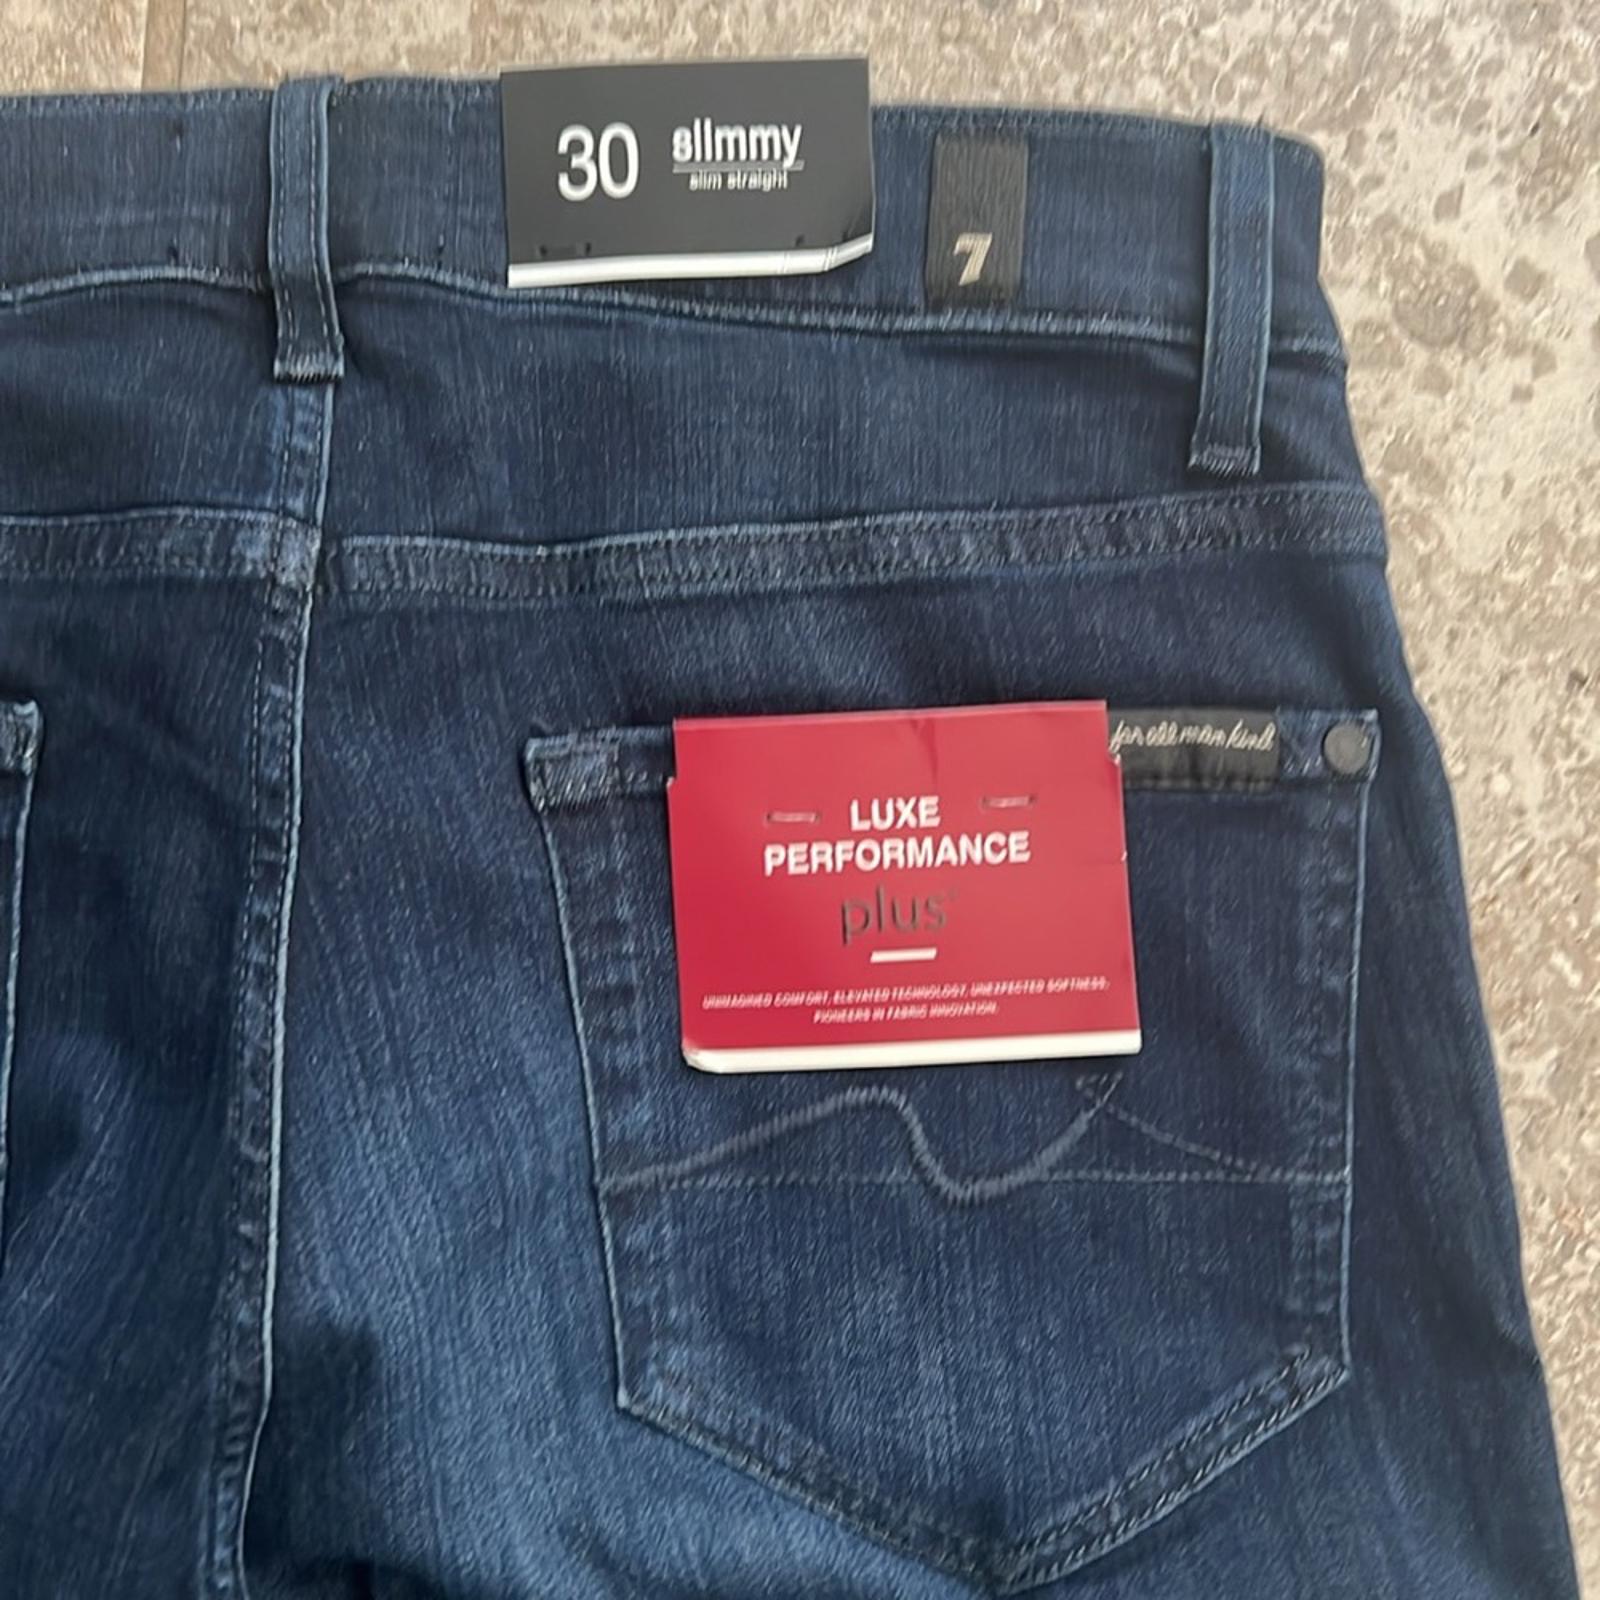 30
slimmy
slim straight
7
for all mankind
LUXE
PERFORMANCE
plus
UNIMAGINED COMFORT, ELEVATED TECHNOLOGY, UNEXPECTED SOFTNESS.
PIONEERS IN FABRIC INNOVATION.